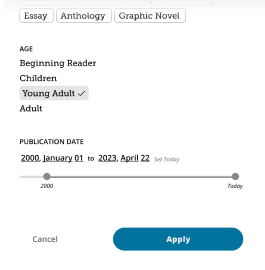 Essay Anthology Graphic Novel
AGE
Beginning Reader
Children
Young Adult ✓
Adult
PUBLICATION DATE
2000, January 01 to 2023, April 22 Set Today
2000 Today
Cancel Apply